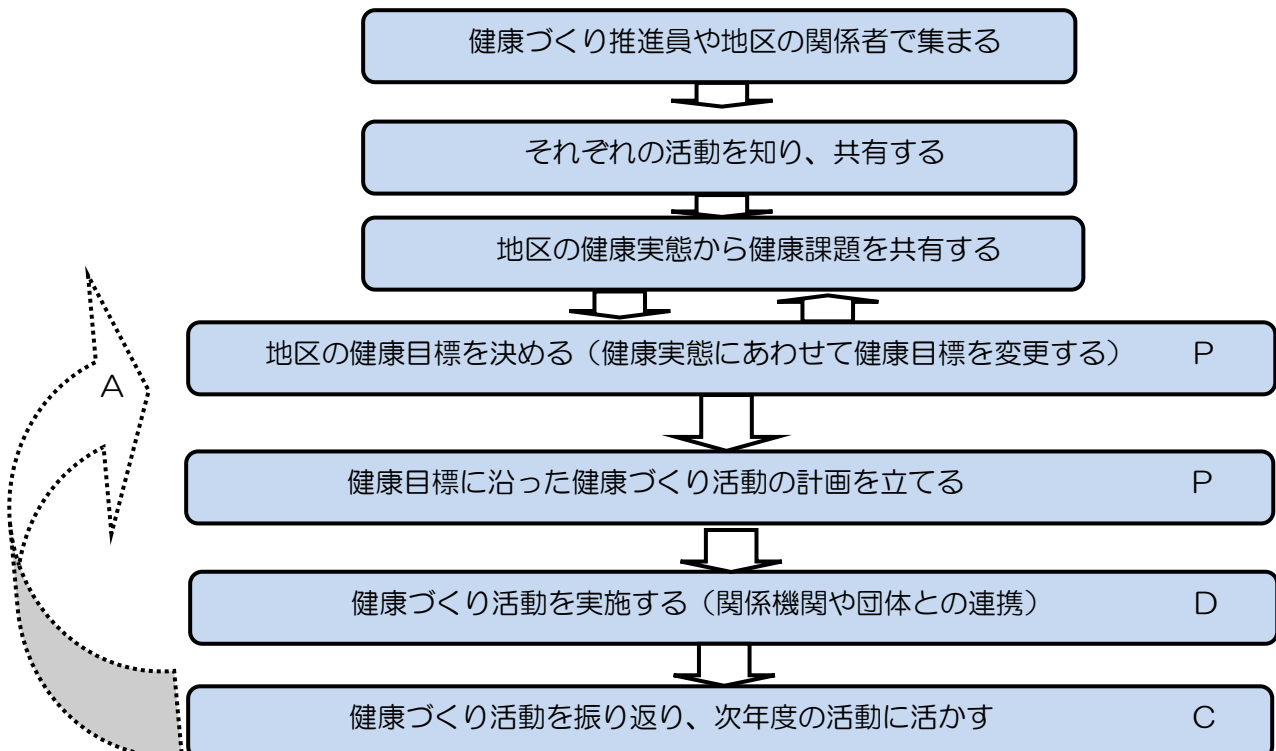 健康づくり推進員や地区の関係者で集まる
それぞれの活動を知り、共有する
地区の健康実態から健康課題を共有する
地区の健康目標を決める（健康実態にあわせて健康目標を変更する） P
A
健康目標に沿った健康づくり活動の計画を立てる P
健康づくり活動を実施する（関係機関や団体との連携） D
健康づくり活動を振り返り、次年度の活動に活かす C